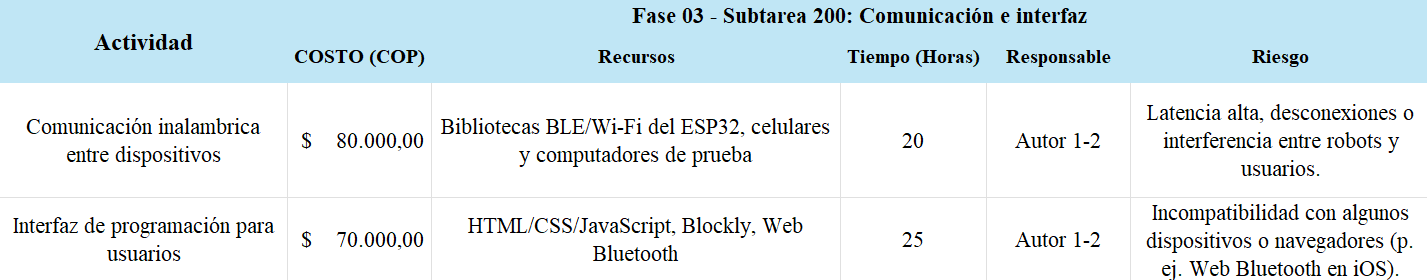 Fase 03 - Subtarea 200: Comunicación e interfaz
Actividad
COSTO (COP)
Recursos
Tiempo (Horas)
Responsable
Riesgo
Comunicación inalambrica
entre dispositivos
$ 80.000,00
Bibliotecas BLE/Wi-Fi del ESP32, celulares
y computadores de prueba
20
Autor 1-2
Latencia alta, desconexiones o
interferencia entre robots y
usuarios.
Interfaz de programación para
usuarios
$ 70.000,00
HTML/CSS/JavaScript, Blockly, Web
Bluetooth
25
Autor 1-2
Incompatibilidad con algunos
dispositivos o navegadores (p.
ej. Web Bluetooth en iOS).